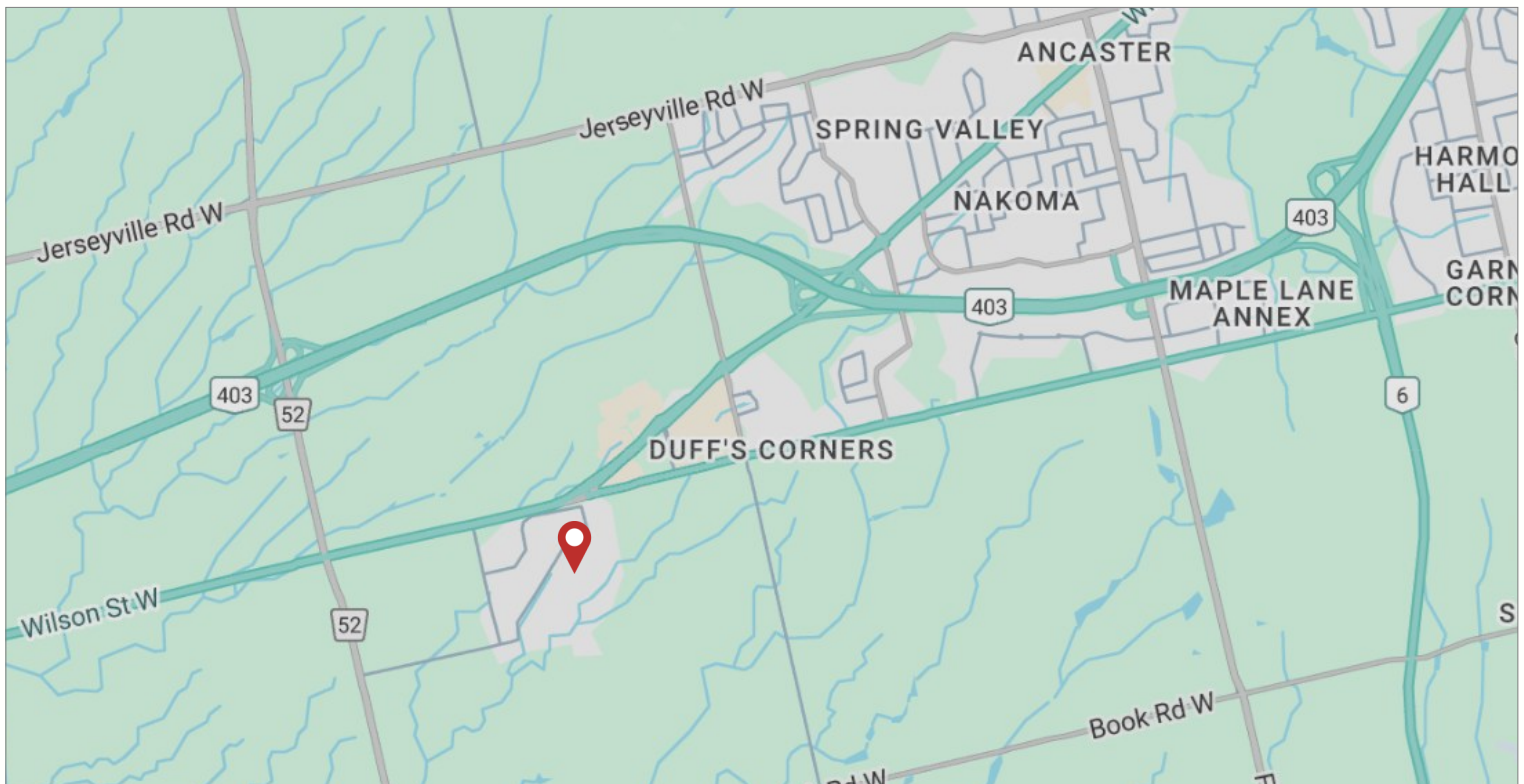 ANCASTER
Jerseyville Rd W
SPRING VALLEY
HARMO
HALL
NAKOMA
403
Jerseyville Rd W
GARN
CORN
MAPLE LANE
ANNEX
403
403
52
6
DUFF'S CORNERS
Wilson St W
52
S
Book Rd W
Rd W